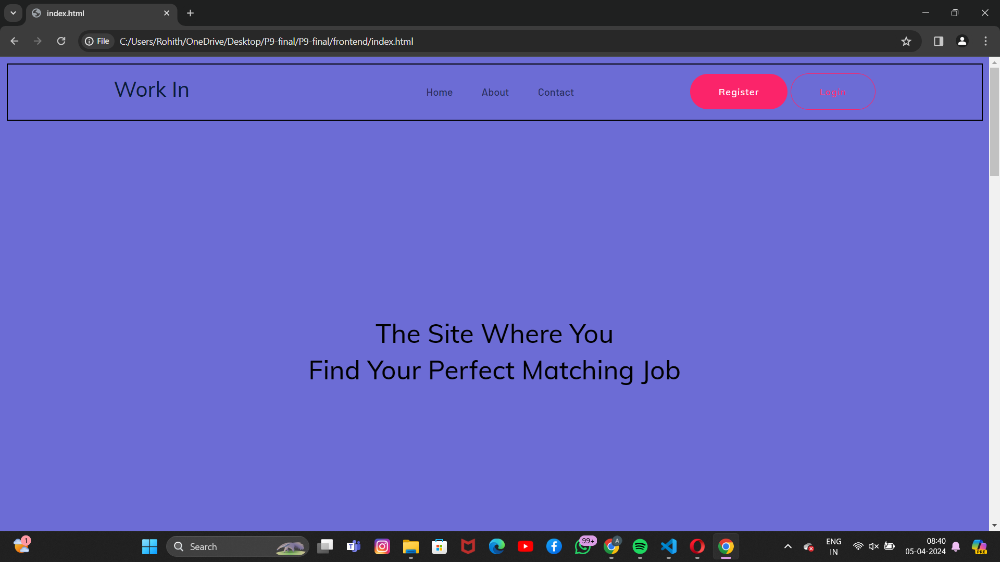 index.html
File
C:/Users/Rohith/OneDrive/Desktop/P9-final/P9-final/frontend/index.html
Work In
Home About Contact
Register Login
The Site Where You
Find Your Perfect Matching Job
1
Search
T
99+
A
ENG
IN
08:40
05-04-2024
PRE